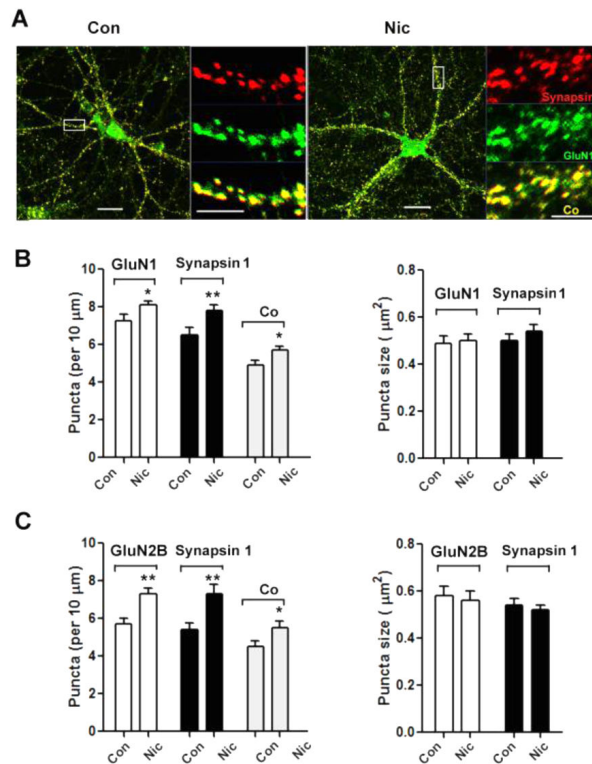 A
Con
Nic
Synapsin
GluN1
Co
B
GluN1
Synapsin 1
Co
Puncta (per 10 μm)
10
8
6
4
2
0
*
**
*
Con
Nic
Con
Nic
Con
Nic
GluN1
Synapsin 1
Puncta size ( μm²)
0.8
0.6
0.4
0.2
0.0
Con
Nic
Con
Nic
C
GluN2B
Synapsin 1
Co
Puncta (per 10 μm)
10
8
6
4
2
0
**
**
*
Con
Nic
Con
Nic
Con
Nic
GluN2B
Synapsin 1
Puncta size ( μm²)
0.8
0.6
0.4
0.2
0.0
Con
Nic
Con
Nic